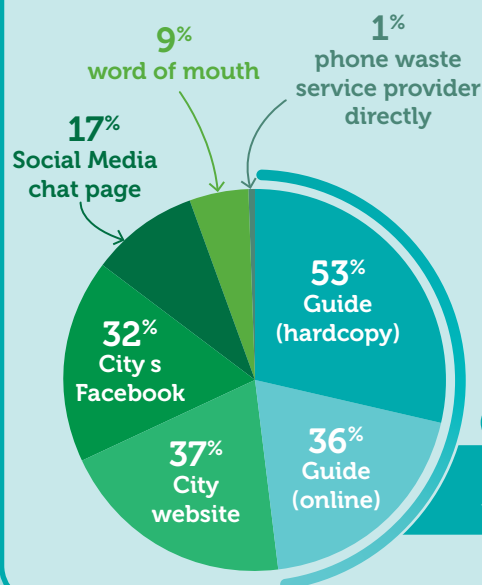 1%
phone waste
service provider
directly
9%
word of mouth
17%
Social Media
chat page
53%
Guide
(hardcopy)
32%
City s
Facebook
37%
City
website
36%
Guide
(online)